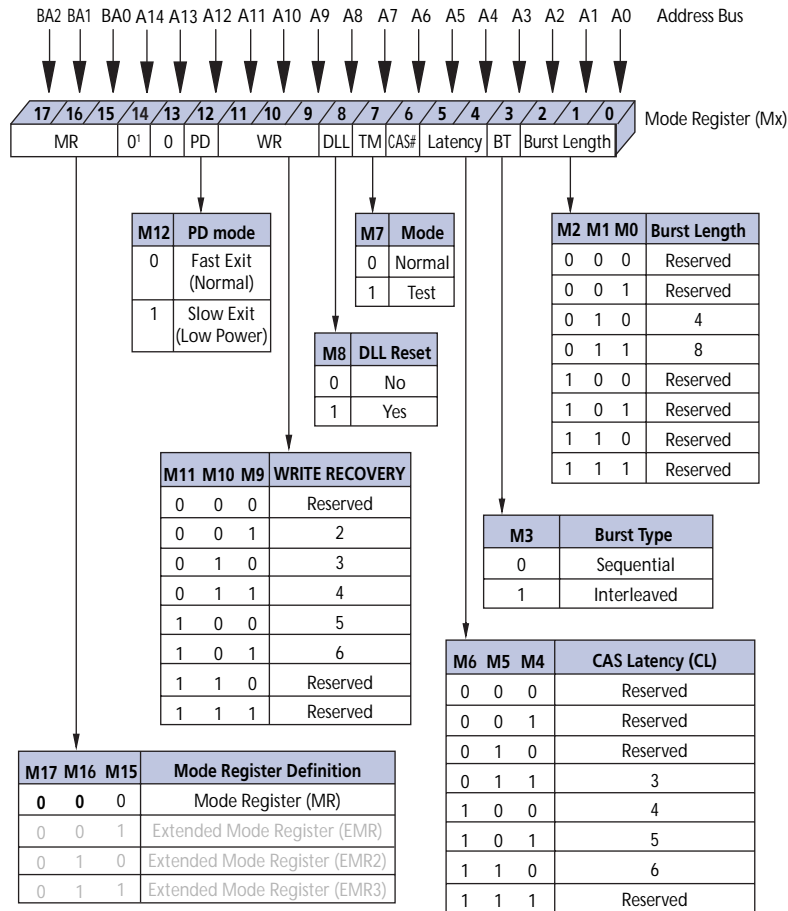 BA2 BA1 BA0 A14 A13 A12 A11 A10 A9 A8 A7 A6 A5 A4 A3 A2 A1 A0 Address Bus
17 16 15 14 13 12 11 10 9 8 7 6 5 4 3 2 1 0 Mode Register (Mx)
MR 0¹ 0 PD WR DLL TM CAS# Latency BT Burst Length
M12 PD mode
0 Fast Exit
(Normal)
1 Slow Exit
(Low Power)
M7 Mode
0 Normal
1 Test
M2 M1 M0 Burst Length
0 0 0 Reserved
0 0 1 Reserved
0 1 0 4
0 1 1 8
1 0 0 Reserved
1 0 1 Reserved
1 1 0 Reserved
1 1 1 Reserved
M8 DLL Reset
0 No
1 Yes
M11 M10 M9 WRITE RECOVERY
0 0 0 Reserved
0 0 1 2
0 1 0 3
0 1 1 4
1 0 0 5
1 0 1 6
1 1 0 Reserved
1 1 1 Reserved
M3 Burst Type
0 Sequential
1 Interleaved
M6 M5 M4 CAS Latency (CL)
0 0 0 Reserved
0 0 1 Reserved
0 1 0 Reserved
0 1 1 3
1 0 0 4
1 0 1 5
1 1 0 6
1 1 1 Reserved
M17 M16 M15 Mode Register Definition
0 0 0 Mode Register (MR)
0 0 1 Extended Mode Register (EMR)
0 1 0 Extended Mode Register (EMR2)
0 1 1 Extended Mode Register (EMR3)